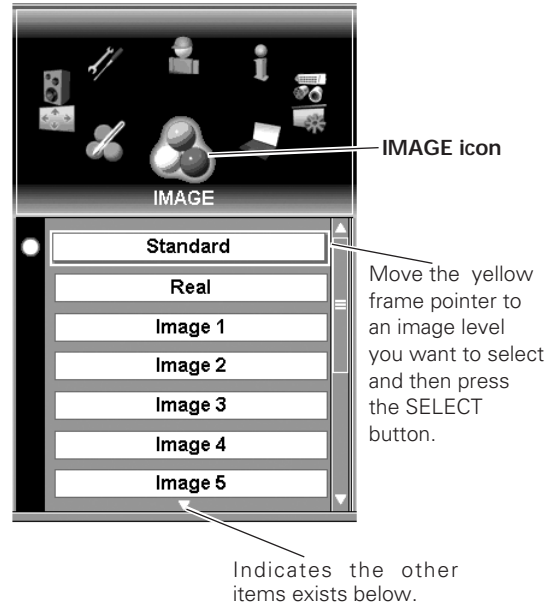 IMAGE icon
IMAGE
Standard
Real
Image 1
Image 2
Image 3
Image 4
Image 5
Move the yellow
frame pointer to
an image level
you want to select
and then press
the SELECT
button.
Indicates the other
items exists below.